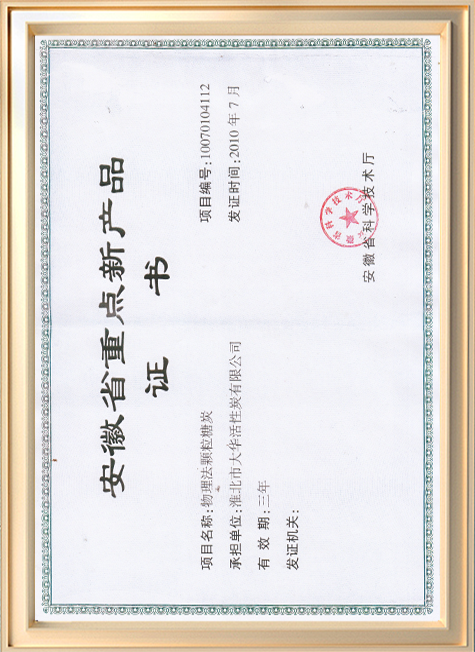 安徽省重点新产品
证书
项目名称:物理法颗粒糖炭
项目编号:10070104112
承担单位:淮北市大华活性炭有限公司
发证时间:2010年7月
有效期:三年
发证机关:
安徽省科学技术厅